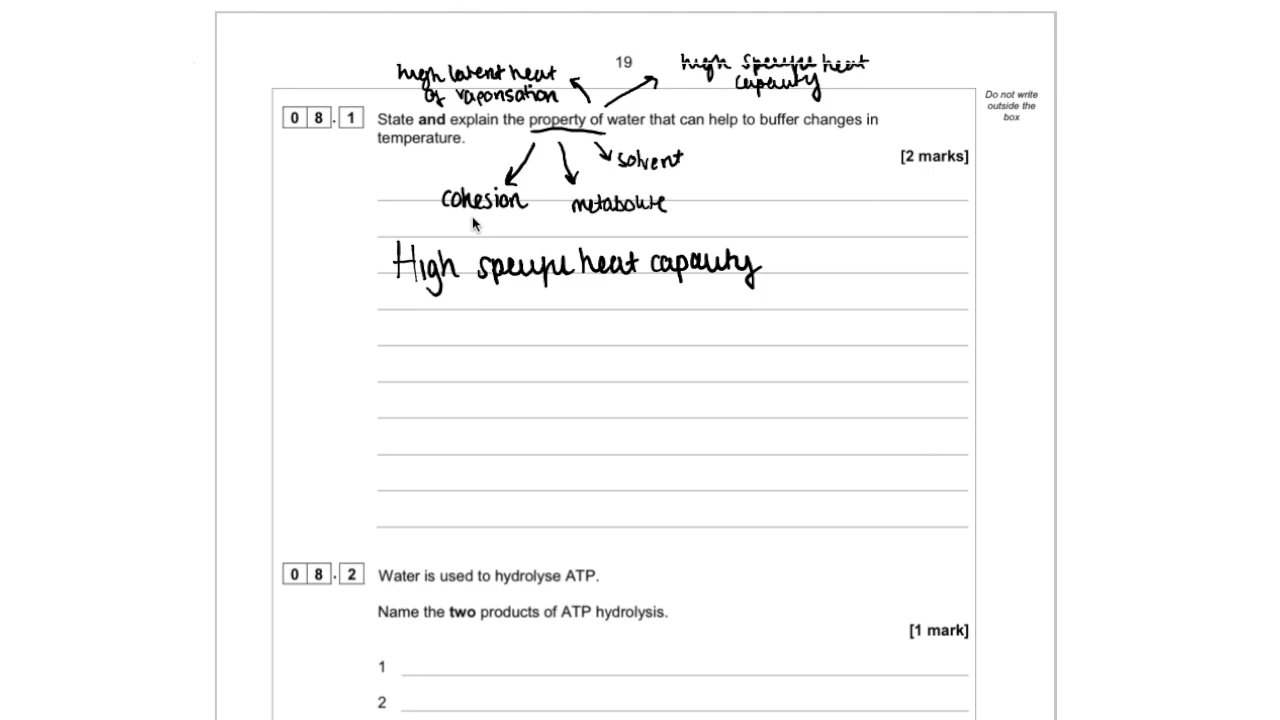 19
high latent heat
of vaporisation
high specific heat
capacity
Do not write
outside the
box
0 8 . 1
State and explain the property of water that can help to buffer changes in
temperature.
[2 marks]
solvent
cohesion
metabolite
High specific heat capacity
0 8 . 2
Water is used to hydrolyse ATP.
Name the two products of ATP hydrolysis.
[1 mark]
1
2